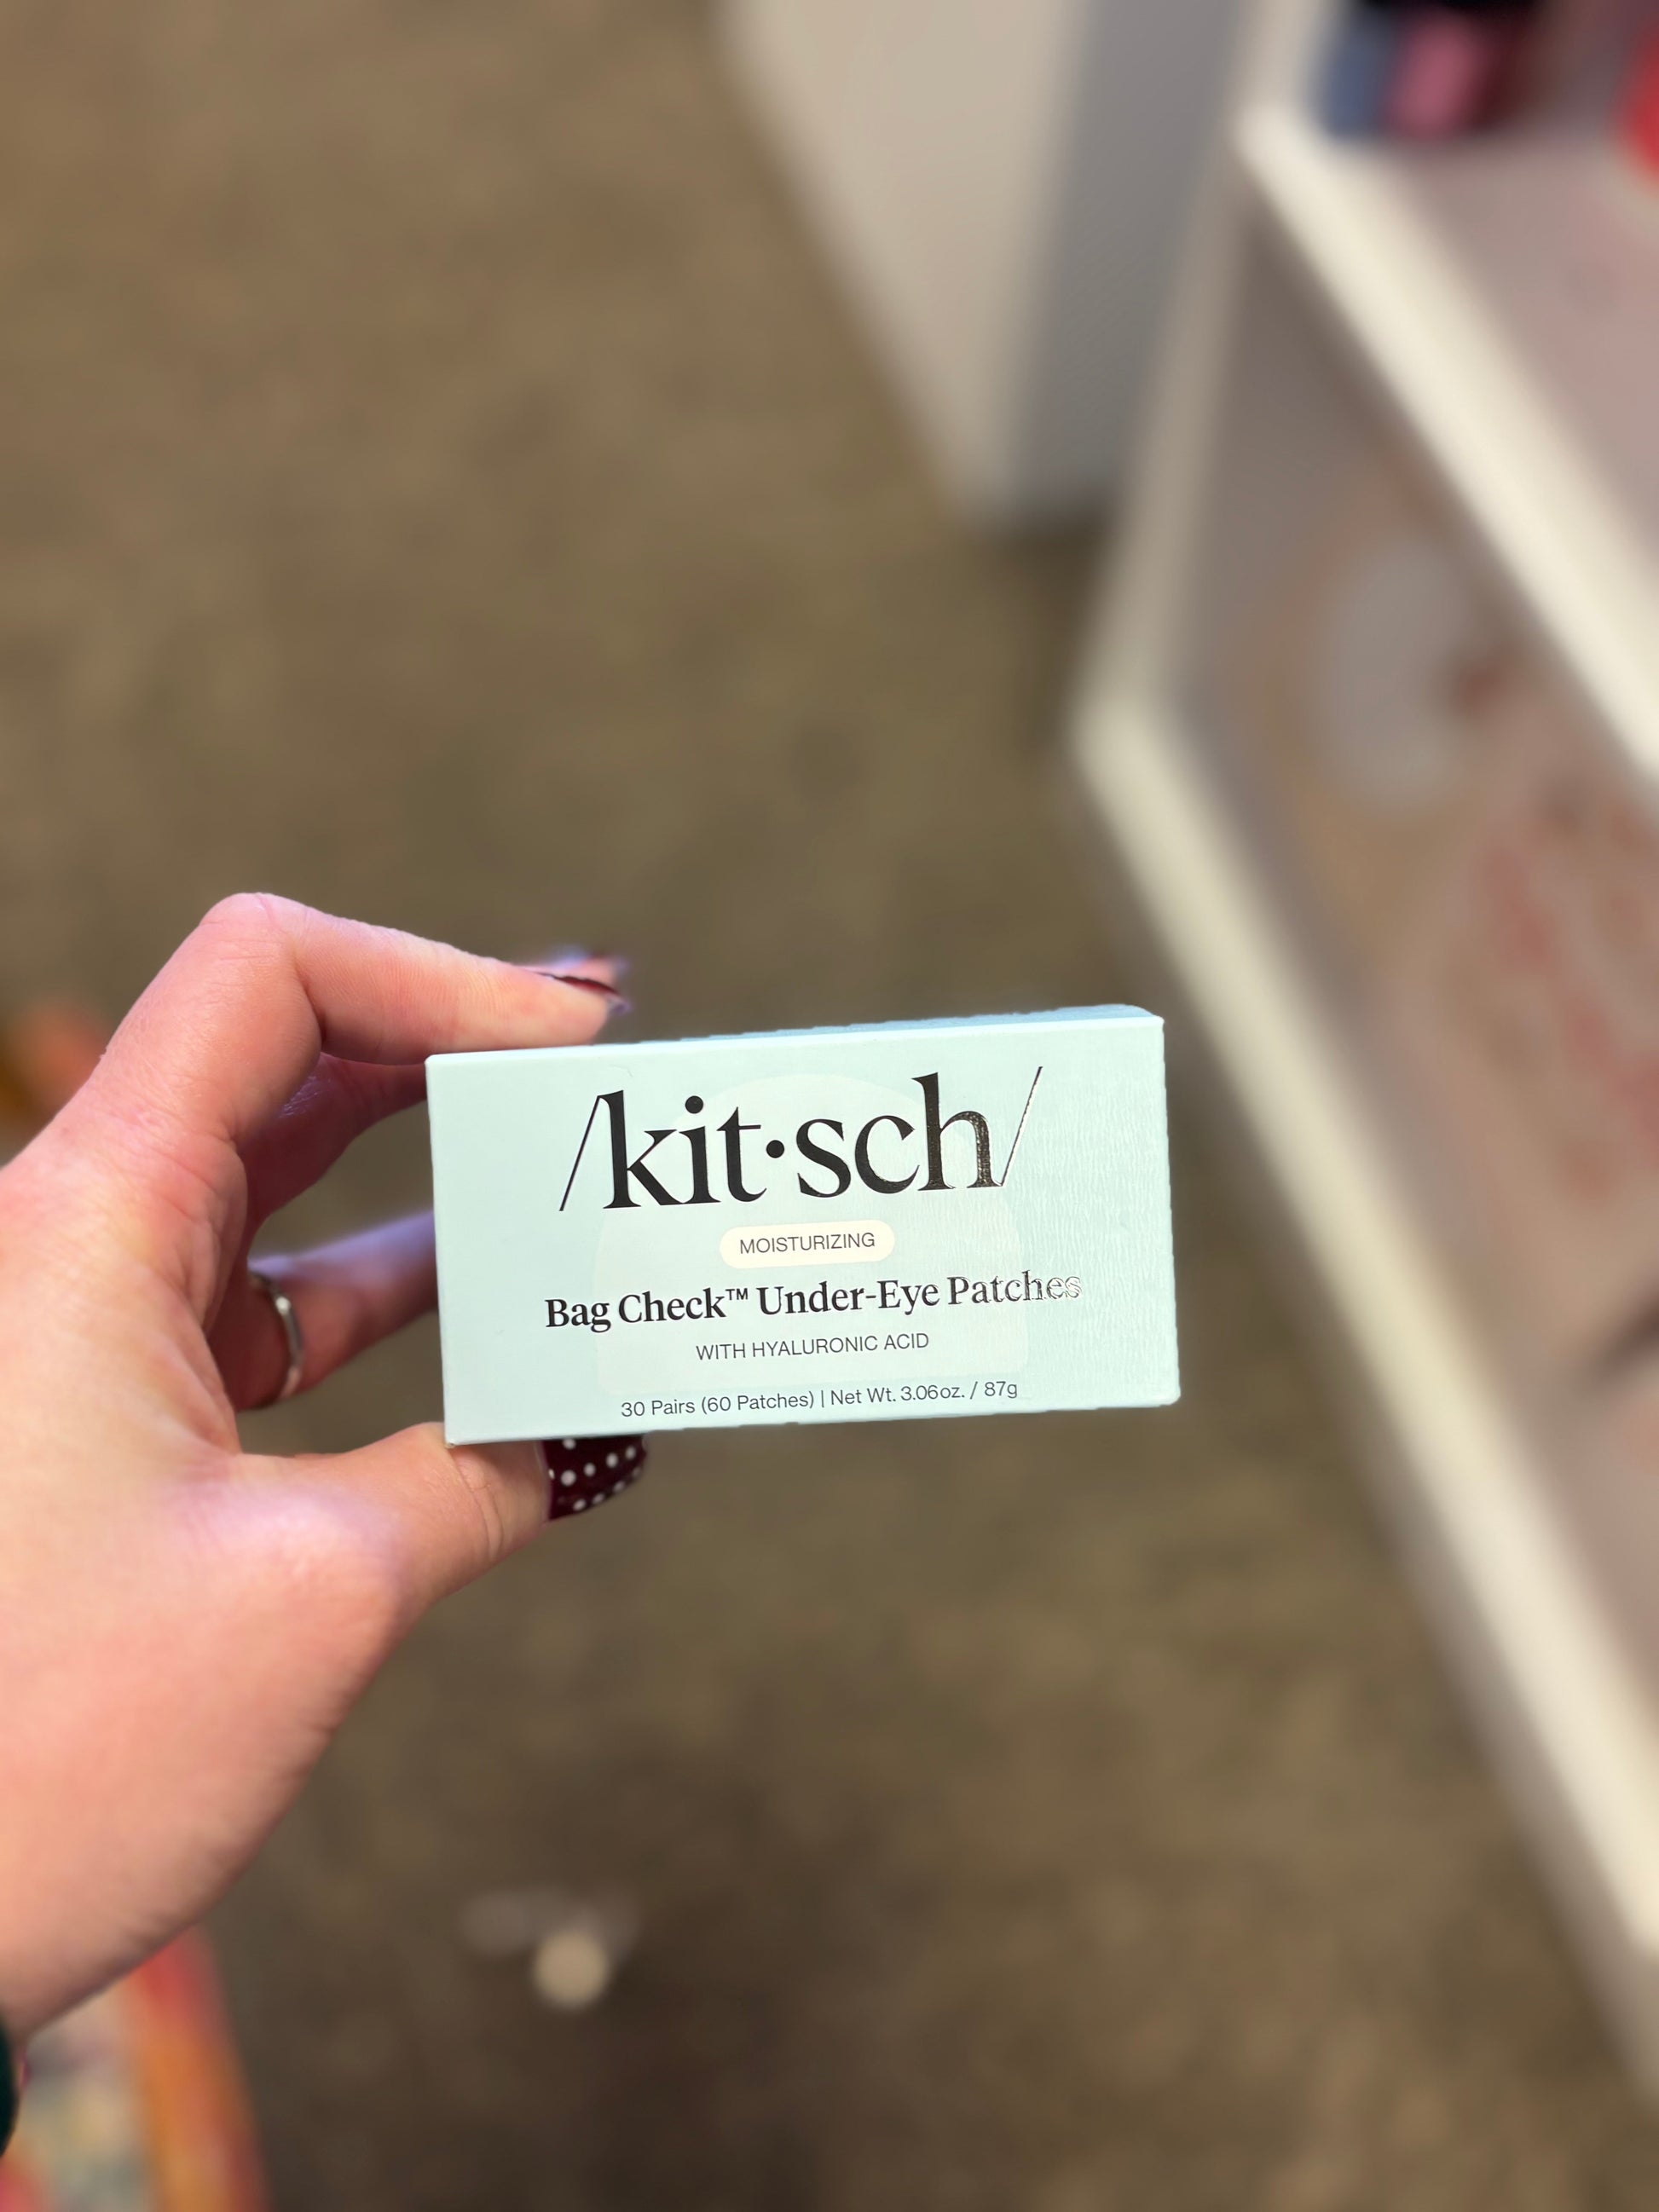 /kit·sch/
MOISTURIZING
Bag Check™ Under-Eye Patches
WITH HYALURONIC ACID
30 Pairs (60 Patches) | Net Wt. 3.06oz. / 87g